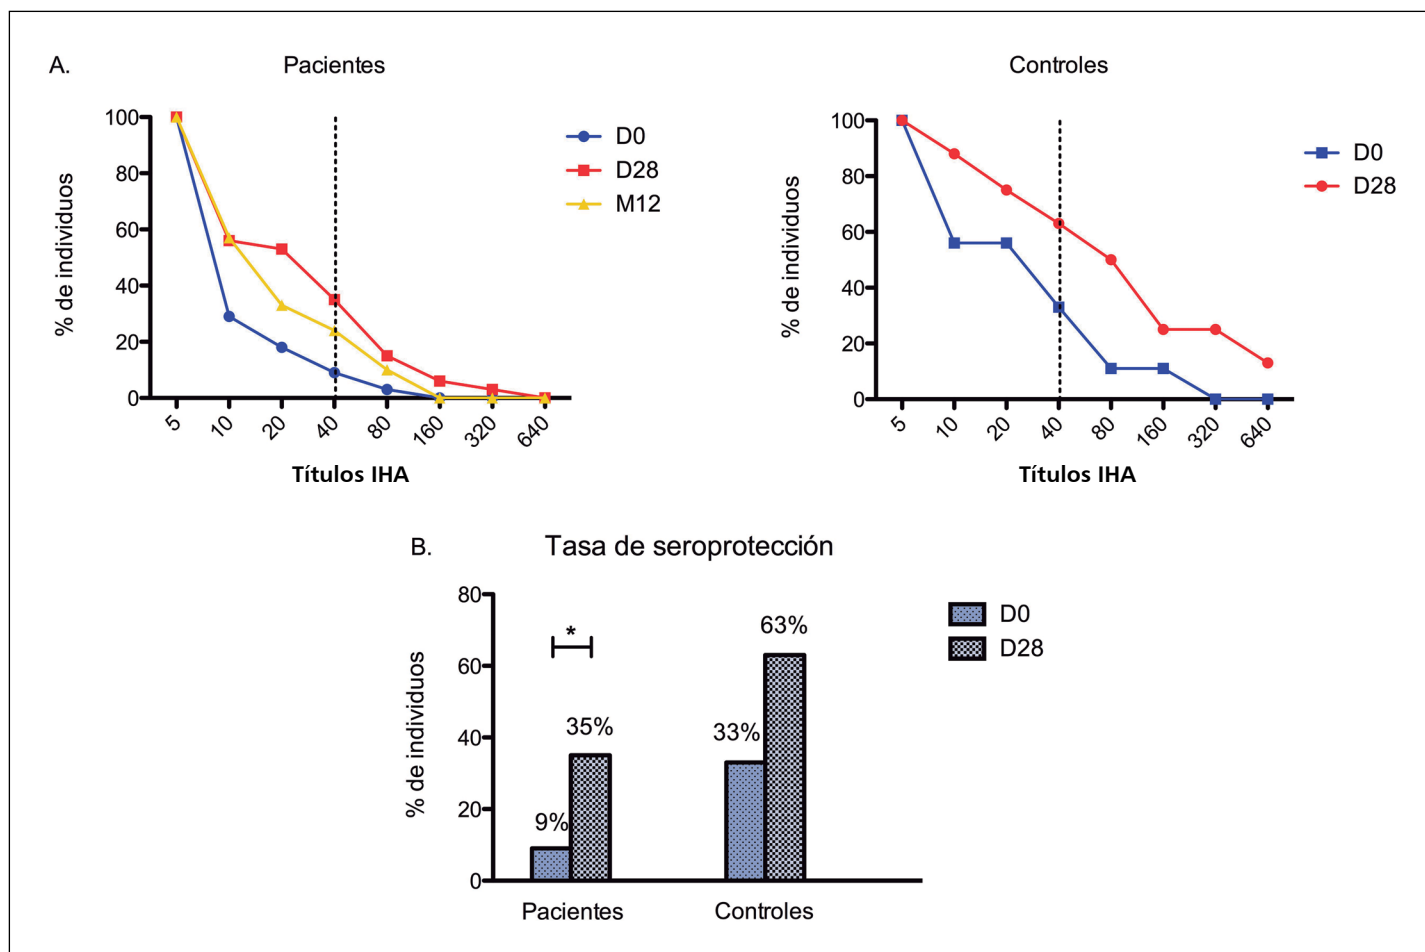 A.
Pacientes
100
80
60
40
20
0
% de individuos
5 10 20 40 80 160 320 640
Títulos IHA
D0
D28
M12
Controles
100
80
60
40
20
0
% de individuos
5 10 20 40 80 160 320 640
Títulos IHA
D0
D28
B.
Tasa de seroprotección
80
60
40
20
0
% de individuos
*
9%
35%
33%
63%
Pacientes Controles
D0
D28